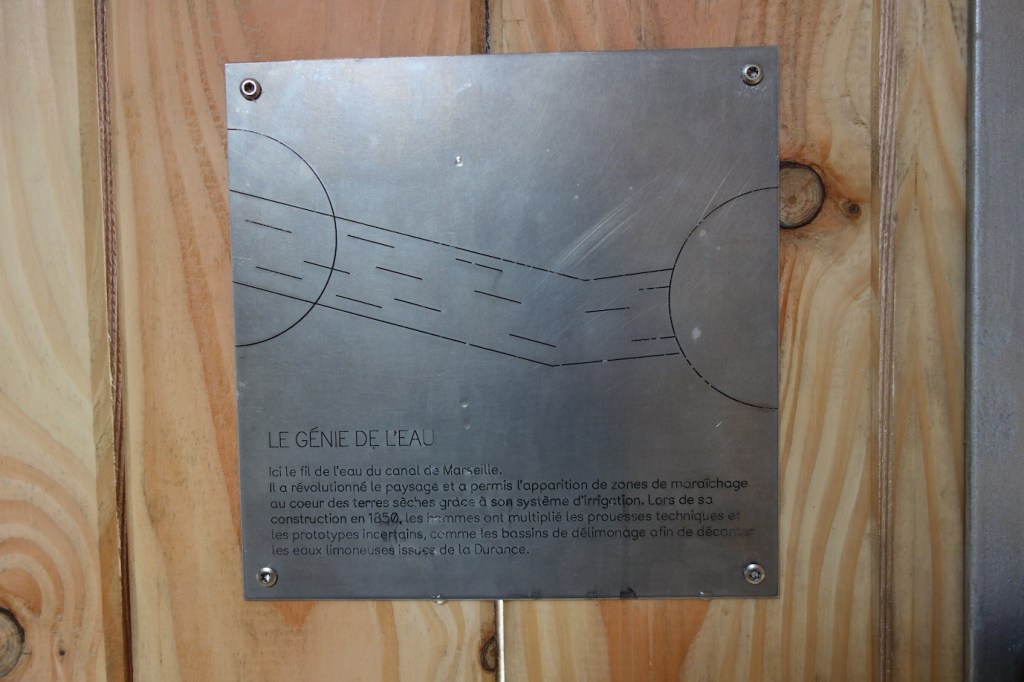 LE GÉNIE DE L'EAU
Ici le fil de l'eau du canal de Marseille.
Il a révolutionné le paysage et a permis l'apparition de zones de maraîchage
au coeur des terres sèches grâce à son système d'irrigation. Lors de sa
construction en 1850, les hommes ont multiplié les prouesses techniques et
les prototypes incertains, comme les bassins de délimonage afin de décanter
les eaux limoneuses issues de la Durance.